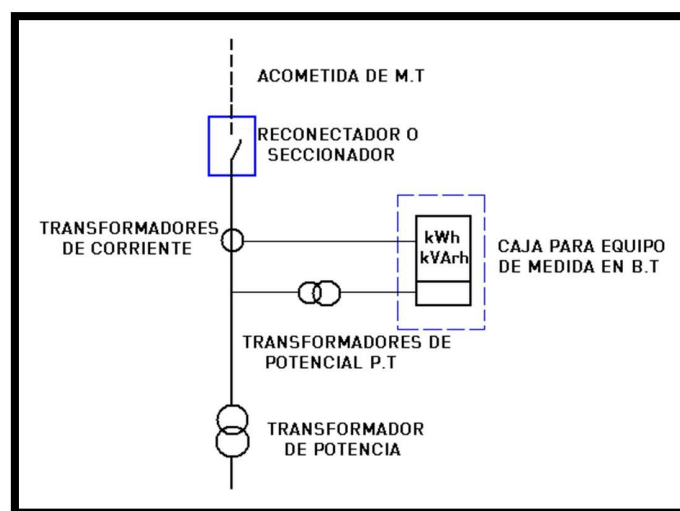 ACOMETIDA DE M.T
RECONECTADOR O
SECCIONADOR
TRANSFORMADORES
DE CORRIENTE
kWh
kVArh
CAJA PARA EQUIPO
DE MEDIDA EN B.T
TRANSFORMADORES DE
POTENCIAL P.T
TRANSFORMADOR
DE POTENCIA